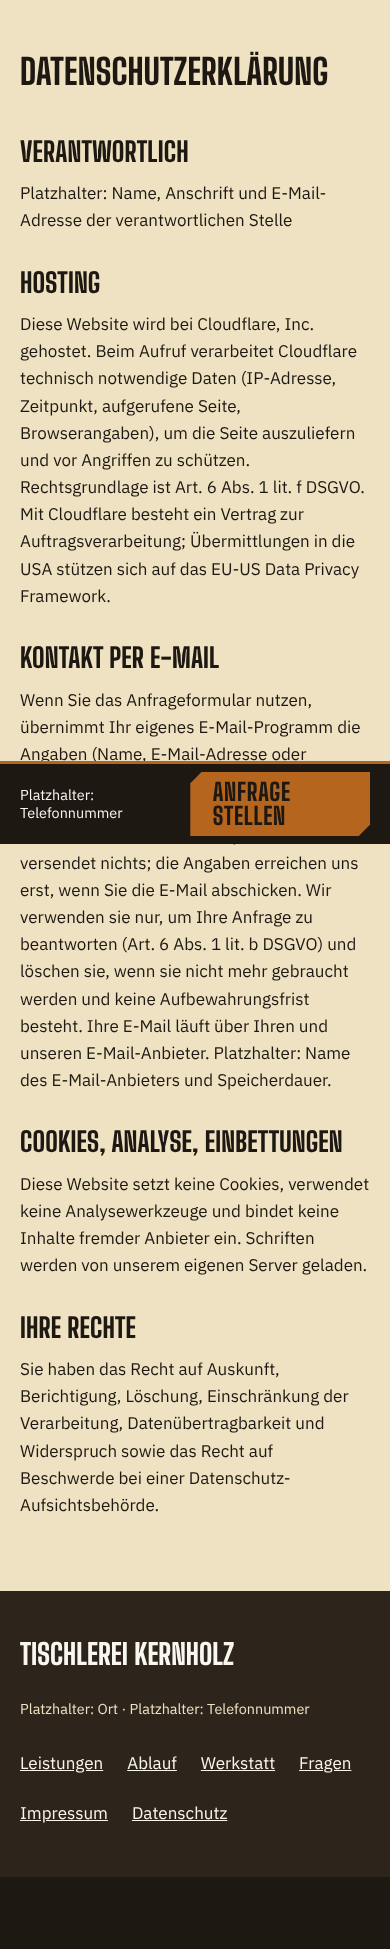 DATENSCHUTZERKLÄRUNG
VERANTWORTLICH
Platzhalter: Name, Anschrift und E-Mail-
Adresse der verantwortlichen Stelle
HOSTING
Diese Website wird bei Cloudflare, Inc.
gehostet. Beim Aufruf verarbeitet Cloudflare
technisch notwendige Daten (IP-Adresse,
Zeitpunkt, aufgerufene Seite,
Browserangaben), um die Seite auszuliefern
und vor Angriffen zu schützen.
Rechtsgrundlage ist Art. 6 Abs. 1 lit. f DSGVO.
Mit Cloudflare besteht ein Vertrag zur
Auftragsverarbeitung; Übermittlungen in die
USA stützen sich auf das EU-US Data Privacy
Framework.
KONTAKT PER E-MAIL
Wenn Sie das Anfrageformular nutzen,
übernimmt Ihr eigenes E-Mail-Programm die
Angaben (Name, E-Mail-Adresse oder
Platzhalter:
Telefonnummer
ANFRAGE
STELLEN
versendet nichts; die Angaben erreichen uns
erst, wenn Sie die E-Mail abschicken. Wir
verwenden sie nur, um Ihre Anfrage zu
beantworten (Art. 6 Abs. 1 lit. b DSGVO) und
löschen sie, wenn sie nicht mehr gebraucht
werden und keine Aufbewahrungsfrist
besteht. Ihre E-Mail läuft über Ihren und
unseren E-Mail-Anbieter. Platzhalter: Name
des E-Mail-Anbieters und Speicherdauer.
COOKIES, ANALYSE, EINBETTUNGEN
Diese Website setzt keine Cookies, verwendet
keine Analysewerkzeuge und bindet keine
Inhalte fremder Anbieter ein. Schriften
werden von unserem eigenen Server geladen.
IHRE RECHTE
Sie haben das Recht auf Auskunft,
Berichtigung, Löschung, Einschränkung der
Verarbeitung, Datenübertragbarkeit und
Widerspruch sowie das Recht auf
Beschwerde bei einer Datenschutz-
Aufsichtsbehörde.
TISCHLEREI KERNHOLZ
Platzhalter: Ort · Platzhalter: Telefonnummer
Leistungen Ablauf Werkstatt Fragen
Impressum Datenschutz